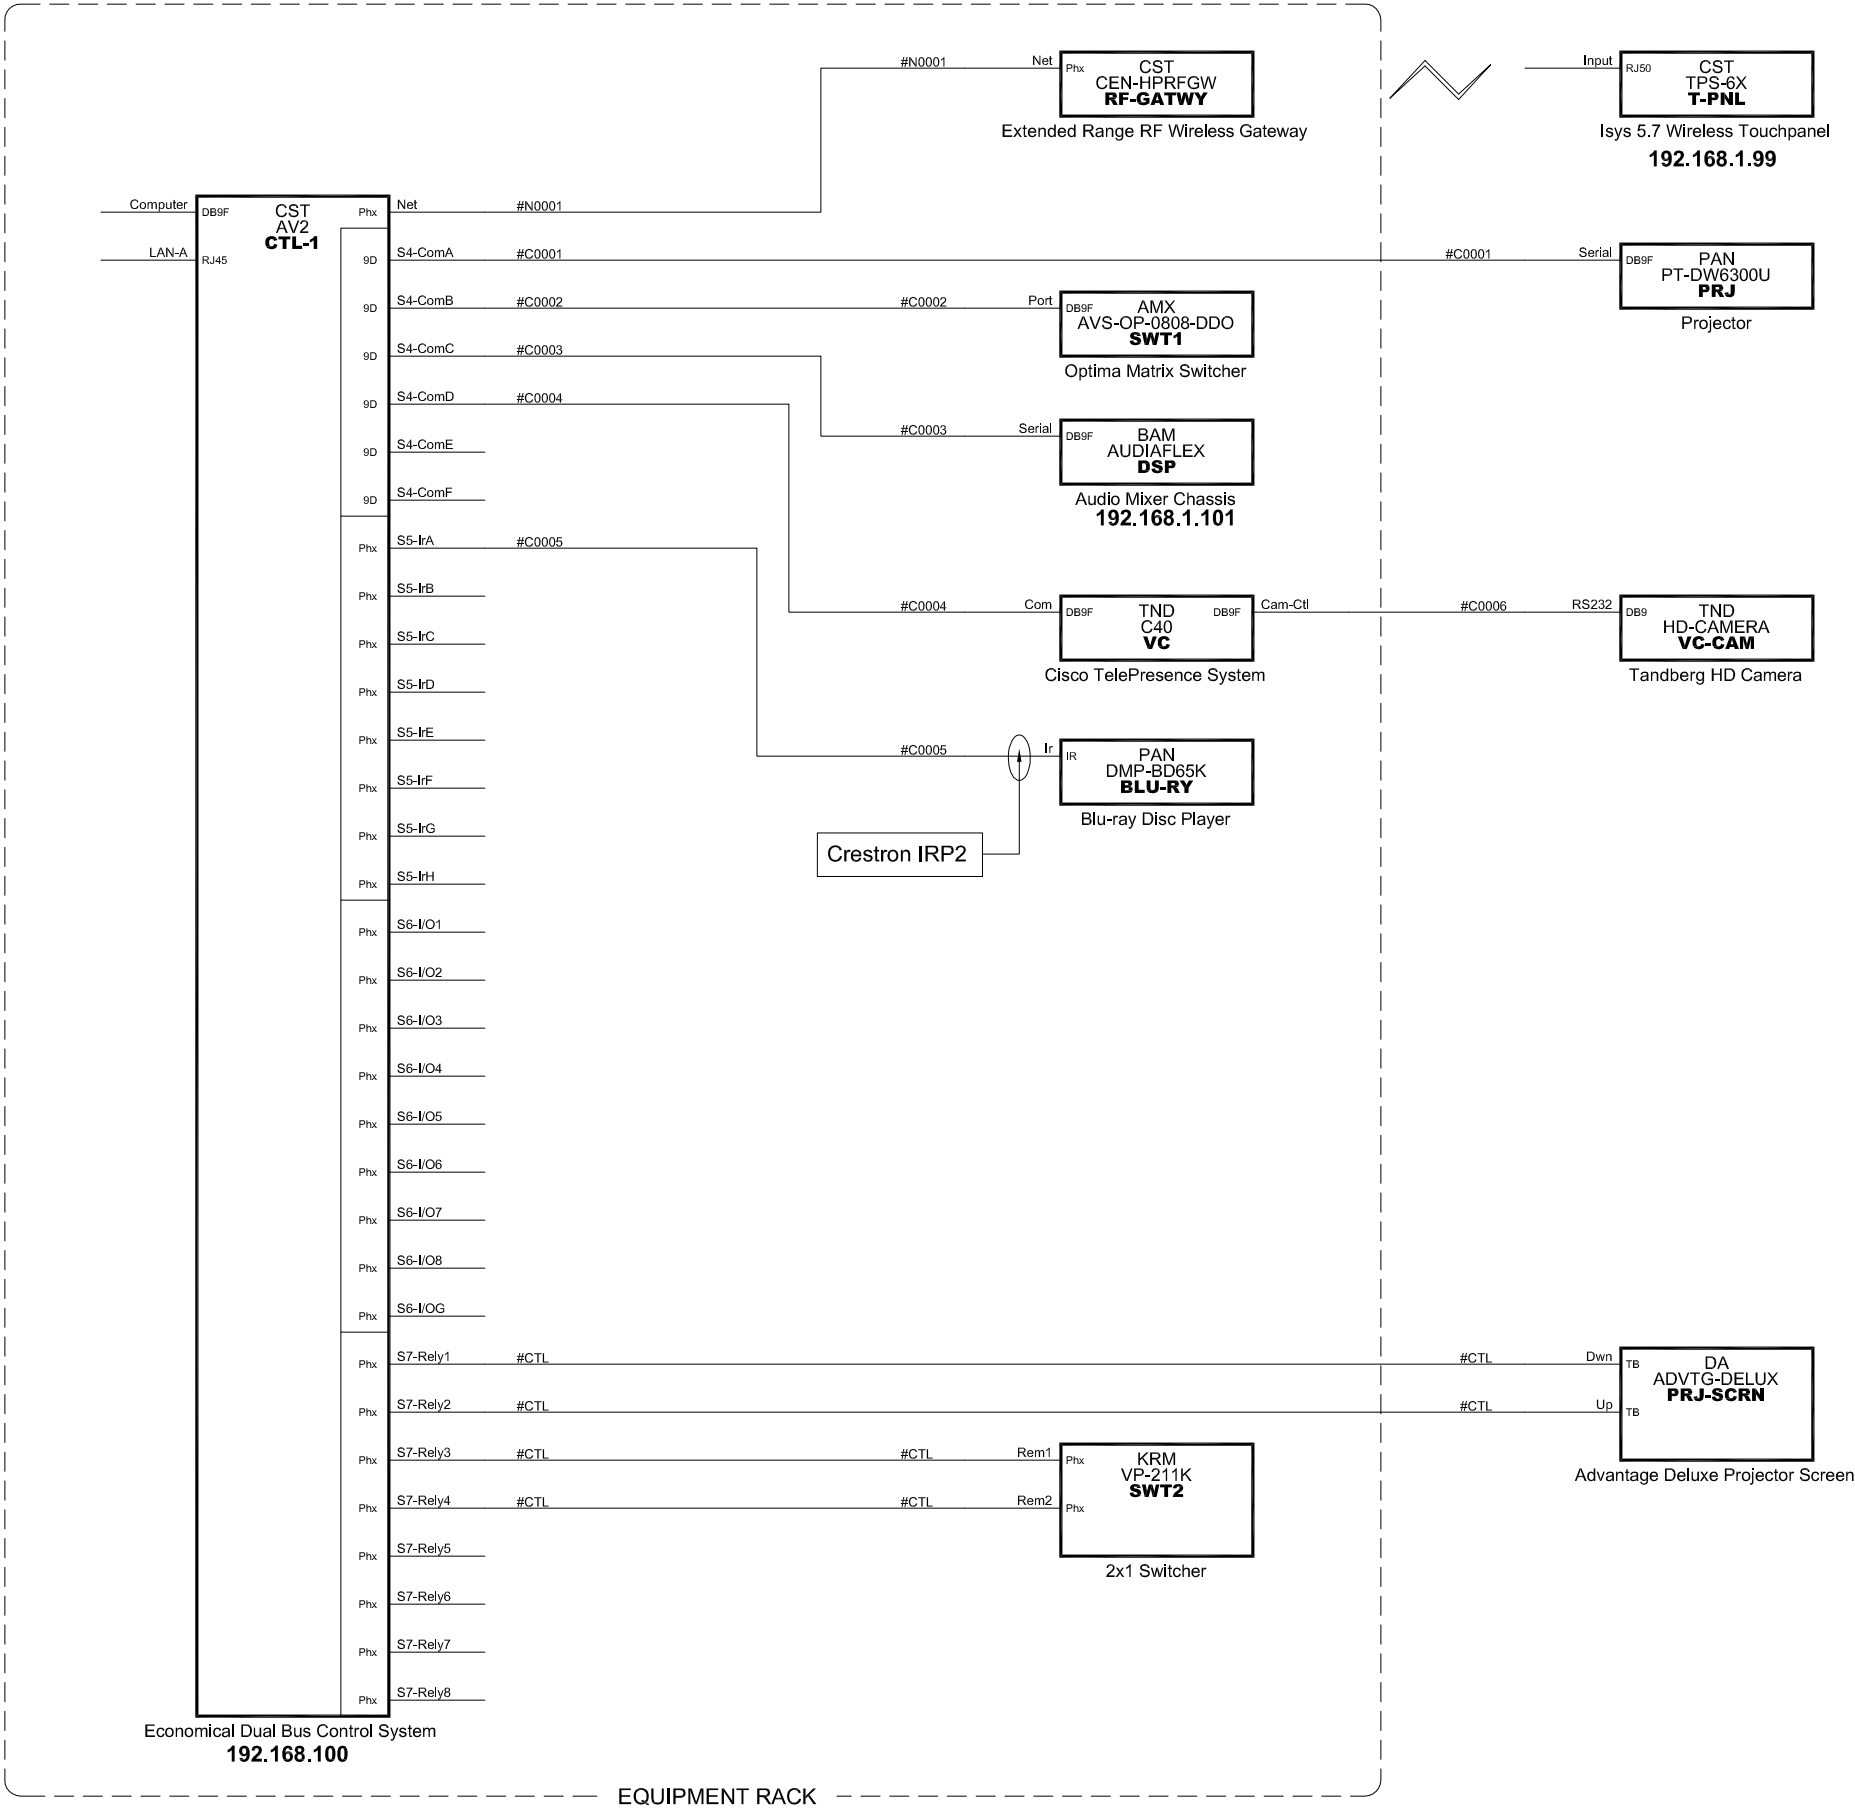 #N0001
Net
Phx
CST
CEN-HPRFGW
RF-GATWY
Extended Range RF Wireless Gateway
Input
RJ50
CST
TPS-6X
T-PNL
Isys 5.7 Wireless Touchpanel
192.168.1.99
Computer
DB9F
CST
AV2
CTL-1
LAN-A
RJ45
Phx
Net
#N0001
9D
S4-ComA
#C0001
#C0001
Serial
DB9F
PAN
PT-DW6300U
PRJ
Projector
9D
S4-ComB
#C0002
#C0002
Port
DB9F
AMX
AVS-OP-0808-DDO
SWT1
Optima Matrix Switcher
9D
S4-ComC
#C0003
9D
S4-ComD
#C0004
#C0003
Serial
DB9F
BAM
AUDIAFLEX
DSP
Audio Mixer Chassis
192.168.1.101
9D
S4-ComE
9D
S4-ComF
Phx
S5-IrA
#C0005
Phx
S5-IrB
#C0004
Com
DB9F
TND
C40
VC
DB9F
Cam-Ctl
Cisco TelePresence System
#C0006
RS232
DB9
TND
HD-CAMERA
VC-CAM
Tandberg HD Camera
Phx
S5-IrC
Phx
S5-IrD
Phx
S5-IrE
#C0005
Ir
IR
PAN
DMP-BD65K
BLU-RY
Blu-ray Disc Player
Crestron IRP2
Phx
S5-IrF
Phx
S5-IrG
Phx
S5-IrH
Phx
S6-I/O1
Phx
S6-I/O2
Phx
S6-I/O3
Phx
S6-I/O4
Phx
S6-I/O5
Phx
S6-I/O6
Phx
S6-I/O7
Phx
S6-I/O8
Phx
S6-I/OG
Phx
S7-Rely1
#CTL
#CTL
Dwn
TB
DA
ADVTG-DELUX
PRJ-SCRN
Phx
S7-Rely2
#CTL
#CTL
Up
TB
Advantage Deluxe Projector Screen
Phx
S7-Rely3
#CTL
#CTL
Rem1
Phx
KRM
VP-211K
SWT2
Phx
S7-Rely4
#CTL
#CTL
Rem2
Phx
2x1 Switcher
Phx
S7-Rely5
Phx
S7-Rely6
Phx
S7-Rely7
Phx
S7-Rely8
Economical Dual Bus Control System
192.168.100
EQUIPMENT RACK